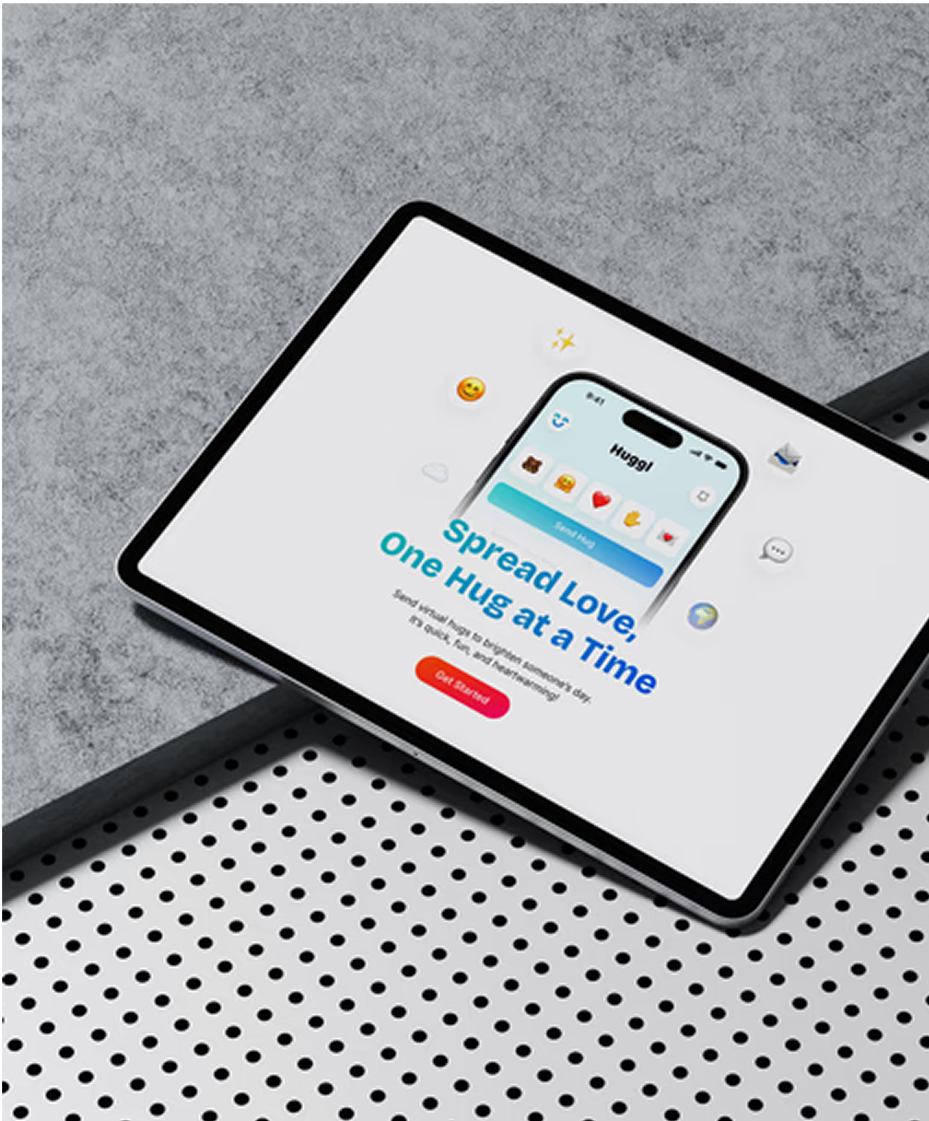 9:41
Huggl
Send Hug
Spread Love,
One Hug at a Time
Send virtual hugs to brighten someone's day.
It's quick, fun, and heartwarming!
Get Started